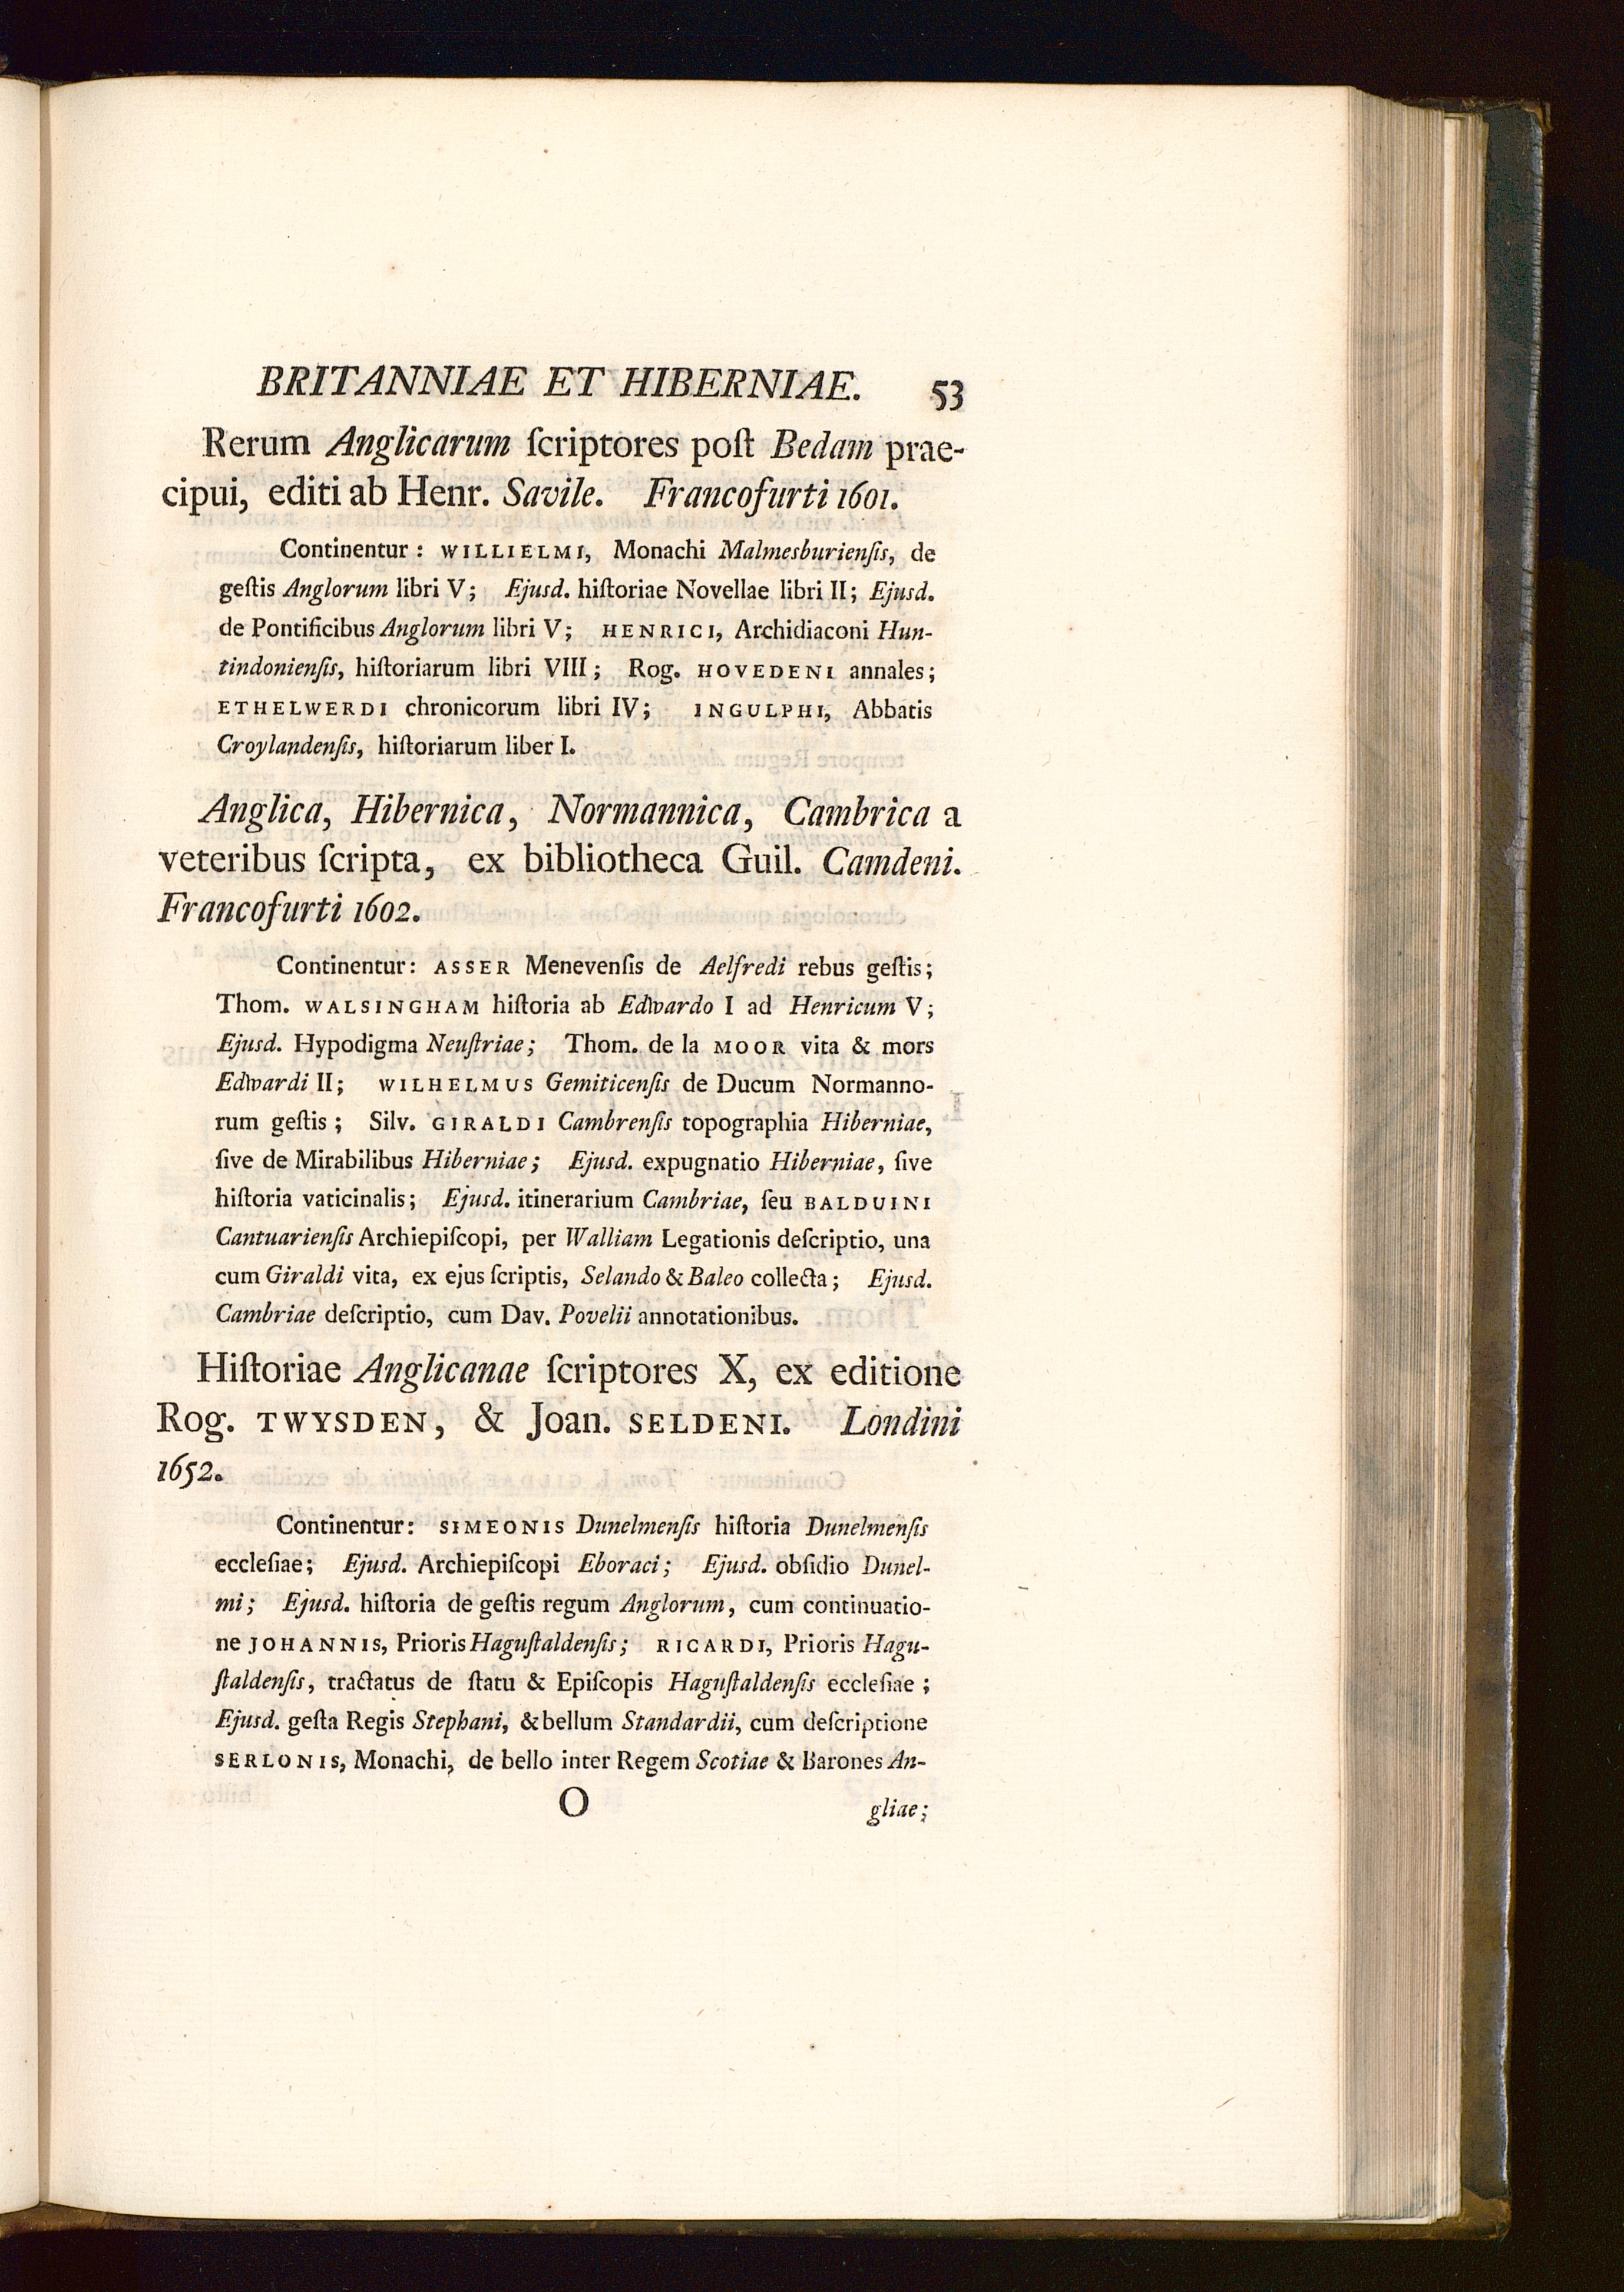 BRITANNIAE ET HIBERNIAE. 53
Rerum Anglicarum ſcriptores poſt Bedam prae-
cipui, editi ab Henr. Savile. Francofurti 1601.
Continentur: WILLIELMI, Monachi Malmesburienſis, de
geſtis Anglorum libri V; Ejusd. hiſtoriae Novellae libri II; Ejusd.
de Pontificibus Anglorum libri V; HENRICI, Archidiaconi Hun-
tindonienſis, hiſtoriarum libri VIII; Rog. HOVEDENI annales;
ETHELWERDI chronicorum libri IV; INGULPHI, Abbatis
Croylandenſis, hiſtoriarum liber I.
Anglica, Hibernica, Normannica, Cambrica a
veteribus ſcripta, ex bibliotheca Guil. Camdeni.
Francofurti 1602.
Continentur: ASSER Menevenſis de Aelfredi rebus geſtis;
Thom. WALSINGHAM hiſtoria ab Edwardo I ad Henricum V;
Ejusd. Hypodigma Neuſtriae; Thom. de la MOOR vita & mors
Edwardi II; WILHELMUS Gemiticenſis de Ducum Normanno-
rum geſtis; Silv. GIRALDI Cambrenſis topographia Hiberniae,
ſive de Mirabilibus Hiberniae; Ejusd. expugnatio Hiberniae, ſive
hiſtoria vaticinalis; Ejusd. itinerarium Cambriae, ſeu BALDUINI
Cantuarienſis Archiepiſcopi, per Walliam Legationis deſcriptio, una
cum Giraldi vita, ex ejus ſcriptis, Selando & Baleo collecta; Ejusd.
Cambriae deſcriptio, cum Dav. Povelii annotationibus.
Hiſtoriae Anglicanae ſcriptores X, ex editione
Rog. TWYSDEN, & Joan. SELDENI. Londini
1652.
Continentur: SIMEONIS Dunelmenſis hiſtoria Dunelmenſis
eccleſiae; Ejusd. Archiepiſcopi Eboraci; Ejusd. obſidio Dunel-
mi; Ejusd. hiſtoria de geſtis regum Anglorum, cum continuatio-
ne JOHANNIS, Prioris Haguſtaldenſis; RICARDI, Prioris Hagu-
ſtaldenſis, tractatus de ſtatu & Epiſcopis Haguſtaldenſis eccleſiae;
Ejusd. geſta Regis Stephani, & bellum Standardii, cum deſcriptione
SERLONIS, Monachi, de bello inter Regem Scotiae & Barones An-
O gliae;